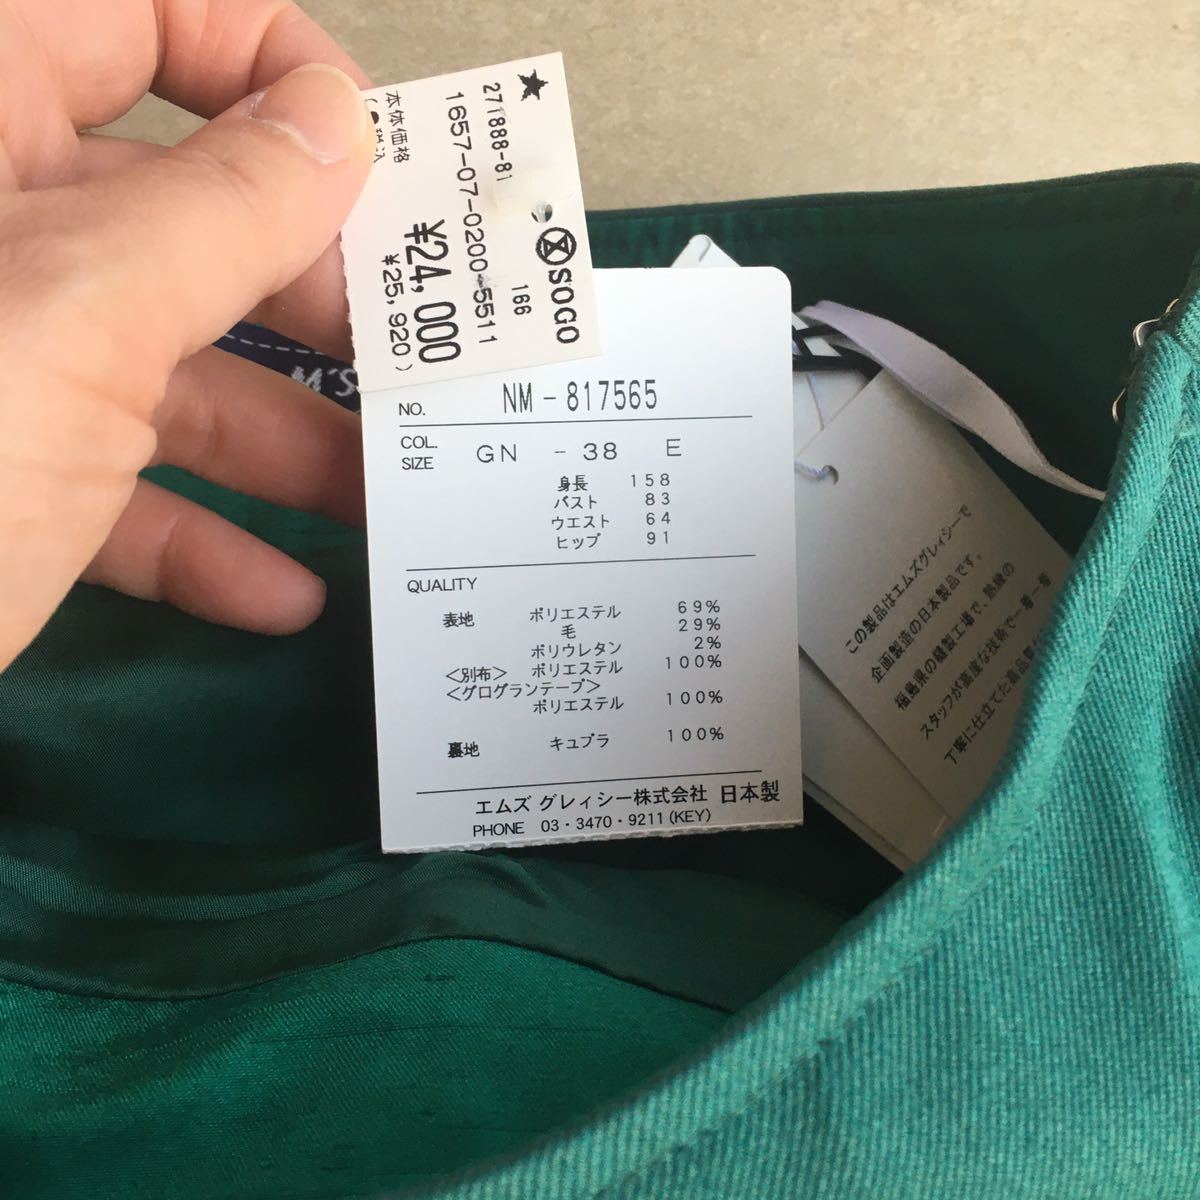 ★
271888-81
1657-07-0200-5511
166
SOGO
本体価格
¥24,000
¥25,920)
NO. NM-817565
COL.
SIZE GN - 38 E
身長 158
バスト 83
ウエスト 64
ヒップ 91
QUALITY
表地 ポリエステル 69%
毛 29%
ポリウレタン 2%
<別布> ポリエステル 100%
<グログランテープ>
ポリエステル 100%
裏地 キュプラ 100%
エムズ グレィシー株式会社 日本製
PHONE 03・3470・9211(KEY)
この製品はエムズグレィシーで
企画製造の日本製品です。
福島県の縫製工場で、熟練の
スタッフが高度な技術で一着一着
丁寧に仕立てた高品質な